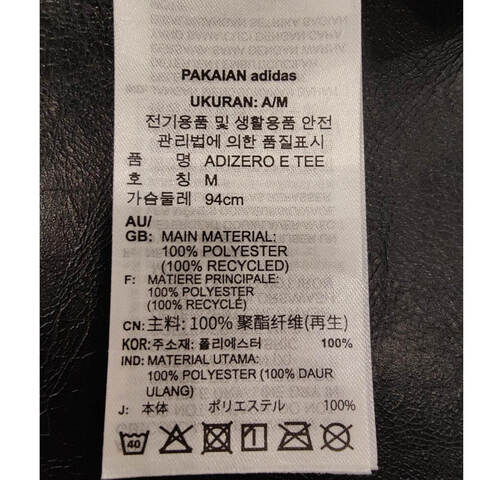 PAKAIAN adidas
UKURAN: A/M
전기용품 및 생활용품 안전
관리법에 의한 품질표시
품 명 ADIZERO E TEE
호 칭 M
가슴둘레 94cm
AU/
GB: MAIN MATERIAL:
100% POLYESTER
(100% RECYCLED)
F: MATIERE PRINCIPALE:
100% POLYESTER
(100% RECYCLÉ)
CN: 主料: 100% 聚酯纤维(再生)
KOR: 주소재: 폴리에스터 100%
IND: MATERIAL UTAMA:
100% POLYESTER (100% DAUR
ULANG)
J: 本体 ポリエステル 100%
40